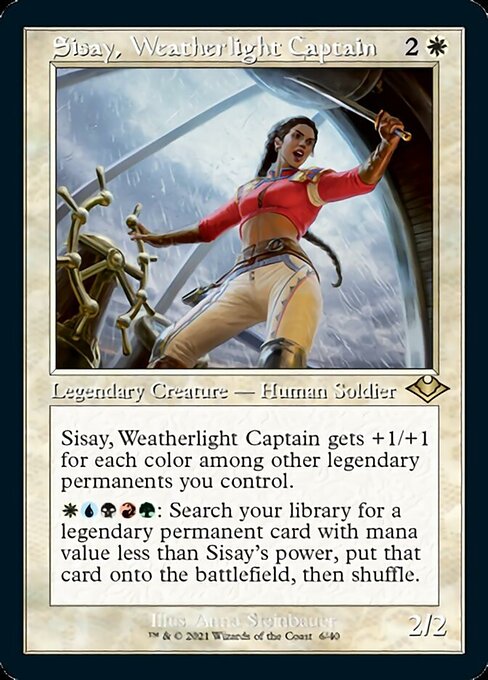 Sisay, Weatherlight Captain 2
Legendary Creature — Human Soldier
Sisay, Weatherlight Captain gets +1/+1
for each color among other legendary
permanents you control.
: Search your library for a
legendary permanent card with mana
value less than Sisay's power, put that
card onto the battlefield, then shuffle.
Illus. Anna Steinbauer
™ & © 2021 Wizards of the Coast 6/40
2/2